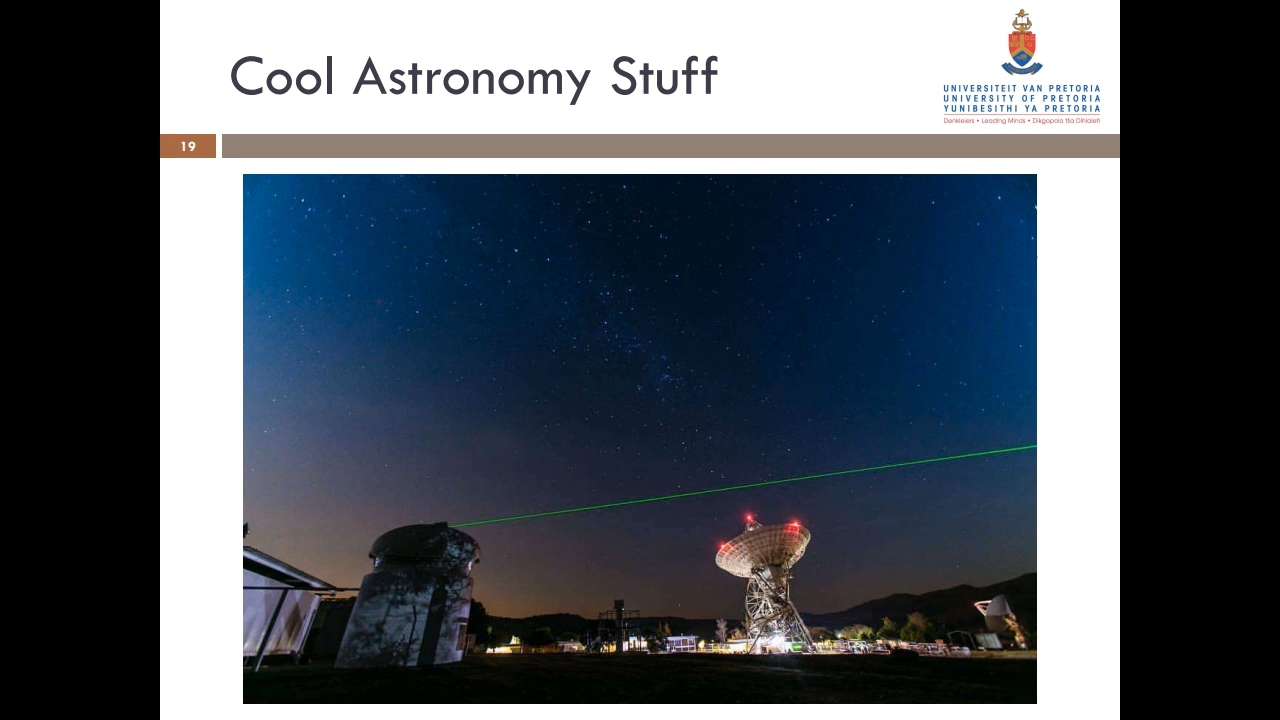 Cool Astronomy Stuff
UNIVERSITEIT VAN PRETORIA
UNIVERSITY OF PRETORIA
YUNIBESITHI YA PRETORIA
Denkleiers • Leading Minds • Dikgopolo tša Dihlalefi
19